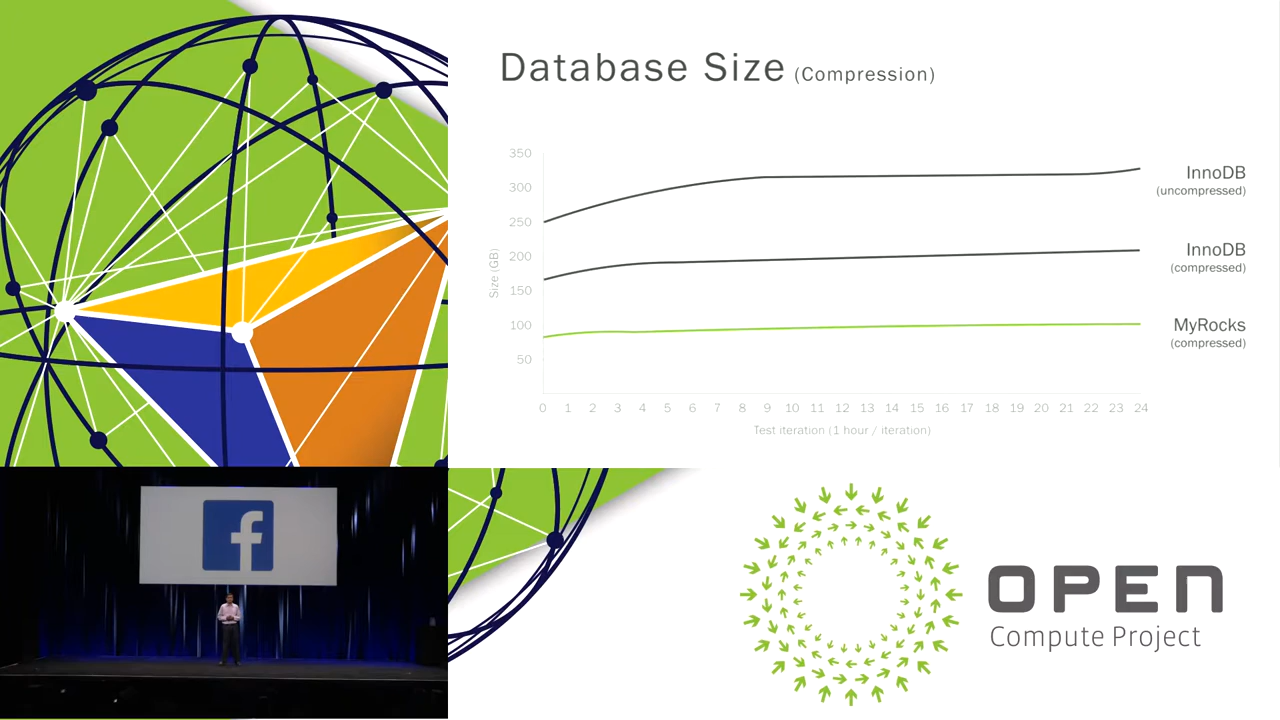 Database Size (Compression)
350
300
250
200
150
100
50
Size (GB)
InnoDB
(uncompressed)
InnoDB
(compressed)
MyRocks
(compressed)
0 1 2 3 4 5 6 7 8 9 10 11 12 13 14 15 16 17 18 19 20 21 22 23 24
Test iteration (1 hour / iteration)
f
OPEN
Compute Project